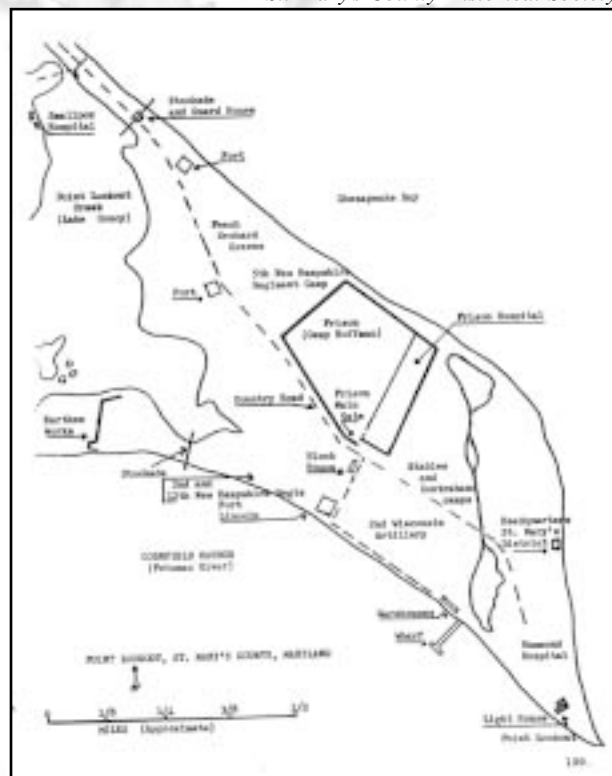 Smallpox
Hospital
Stockade
and Guard House
Fort
Point Lookout
Creek
(Lake Conoy)
Chesapeake Bay
Peach
Orchard
Graves
5th New Hampshire
Regiment Camp
Fort
Prison
(Camp Hoffman)
Prison Hospital
Country Road
Prison
Main
Gate
Earthen
Works
Stockade
Block
House
Stables
and
Contraband
Camps
2nd and
12th New Hampshire Regts
Fort
Lincoln
2nd Wisconsin
Artillery
Headquarters
St. Mary's
District
CORNFIELD HARBOR
(Potomac River)
Warehouses
Wharf
Hammond
Hospital
POINT LOOKOUT, ST. MARY'S COUNTY, MARYLAND
0 1/8 1/4 3/8 1/2
MILES (Approximate)
Light House
Point Lookout